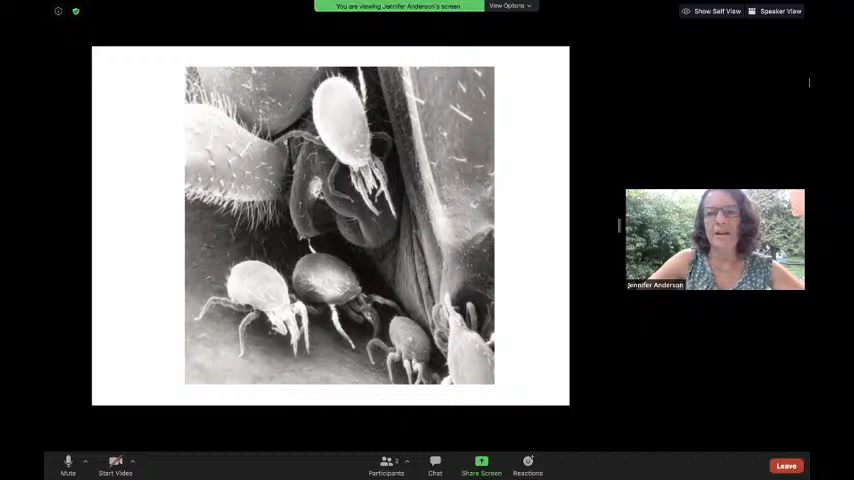 You are viewing Jennifer Anderson's screen
View Options
Show Self View
Speaker View
Jennifer Anderson
Mute
Start Video
Participants
2
Chat
Share Screen
Reactions
Leave